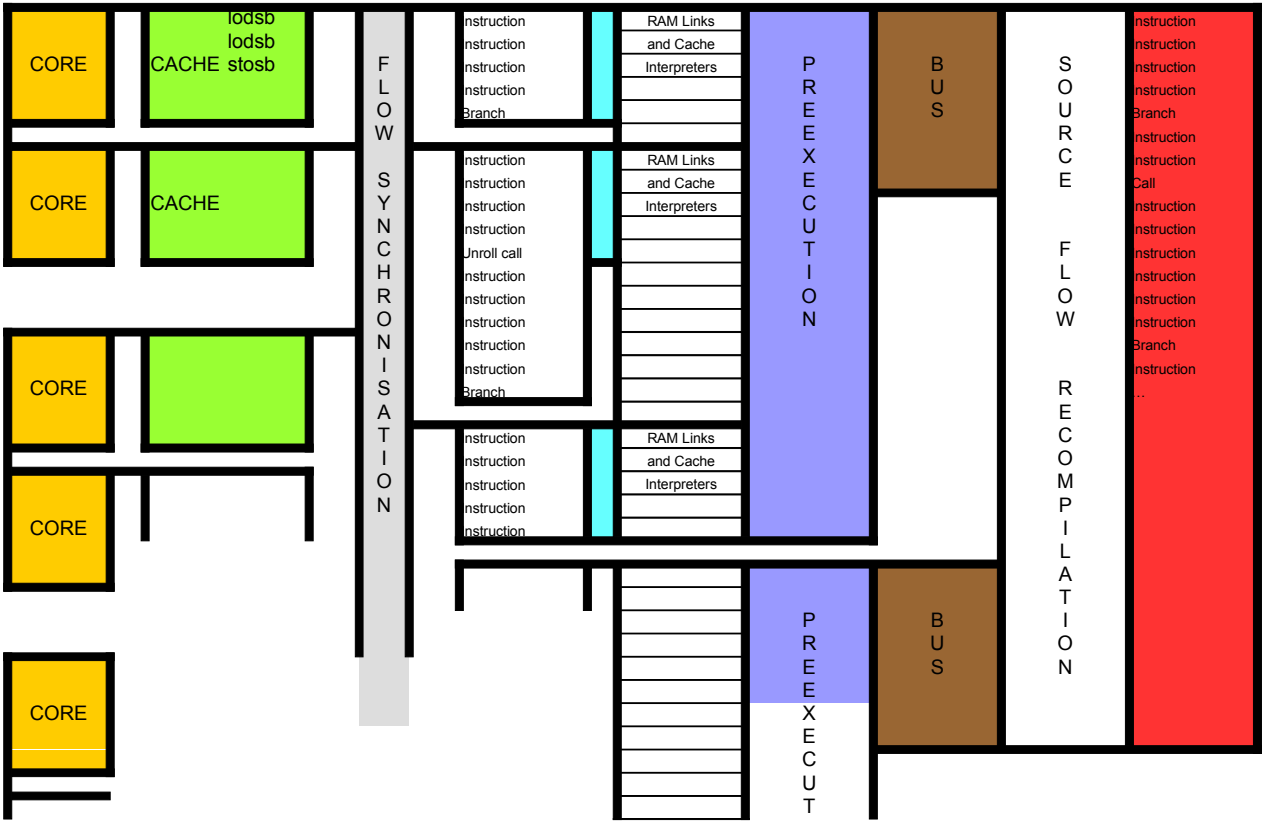 CORE
CORE
CORE
CORE
CORE
lodsb
lodsb
CACHE stosb
CACHE
FLOW SYNCHRONISATION
nstruction
nstruction
nstruction
nstruction
Branch
nstruction
nstruction
nstruction
nstruction
Unroll call
nstruction
nstruction
nstruction
nstruction
nstruction
Branch
nstruction
nstruction
nstruction
nstruction
nstruction
RAM Links
and Cache
Interpreters
RAM Links
and Cache
Interpreters
RAM Links
and Cache
Interpreters
PREEXECUTION
PREEXECUT
BUS
BUS
SOURCE FLOW RECOMPILATION
nstruction
nstruction
nstruction
nstruction
Branch
nstruction
nstruction
Call
nstruction
nstruction
nstruction
nstruction
nstruction
nstruction
Branch
nstruction
...